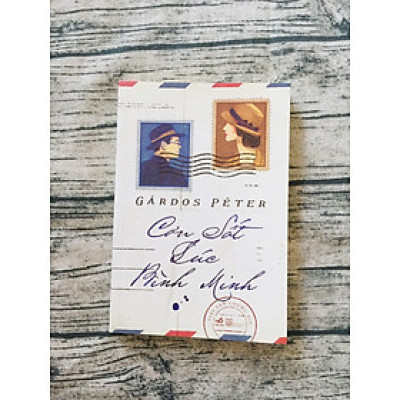 GÁRDOS PÉTER
Cơn Sốt
Lúc
Bình Minh